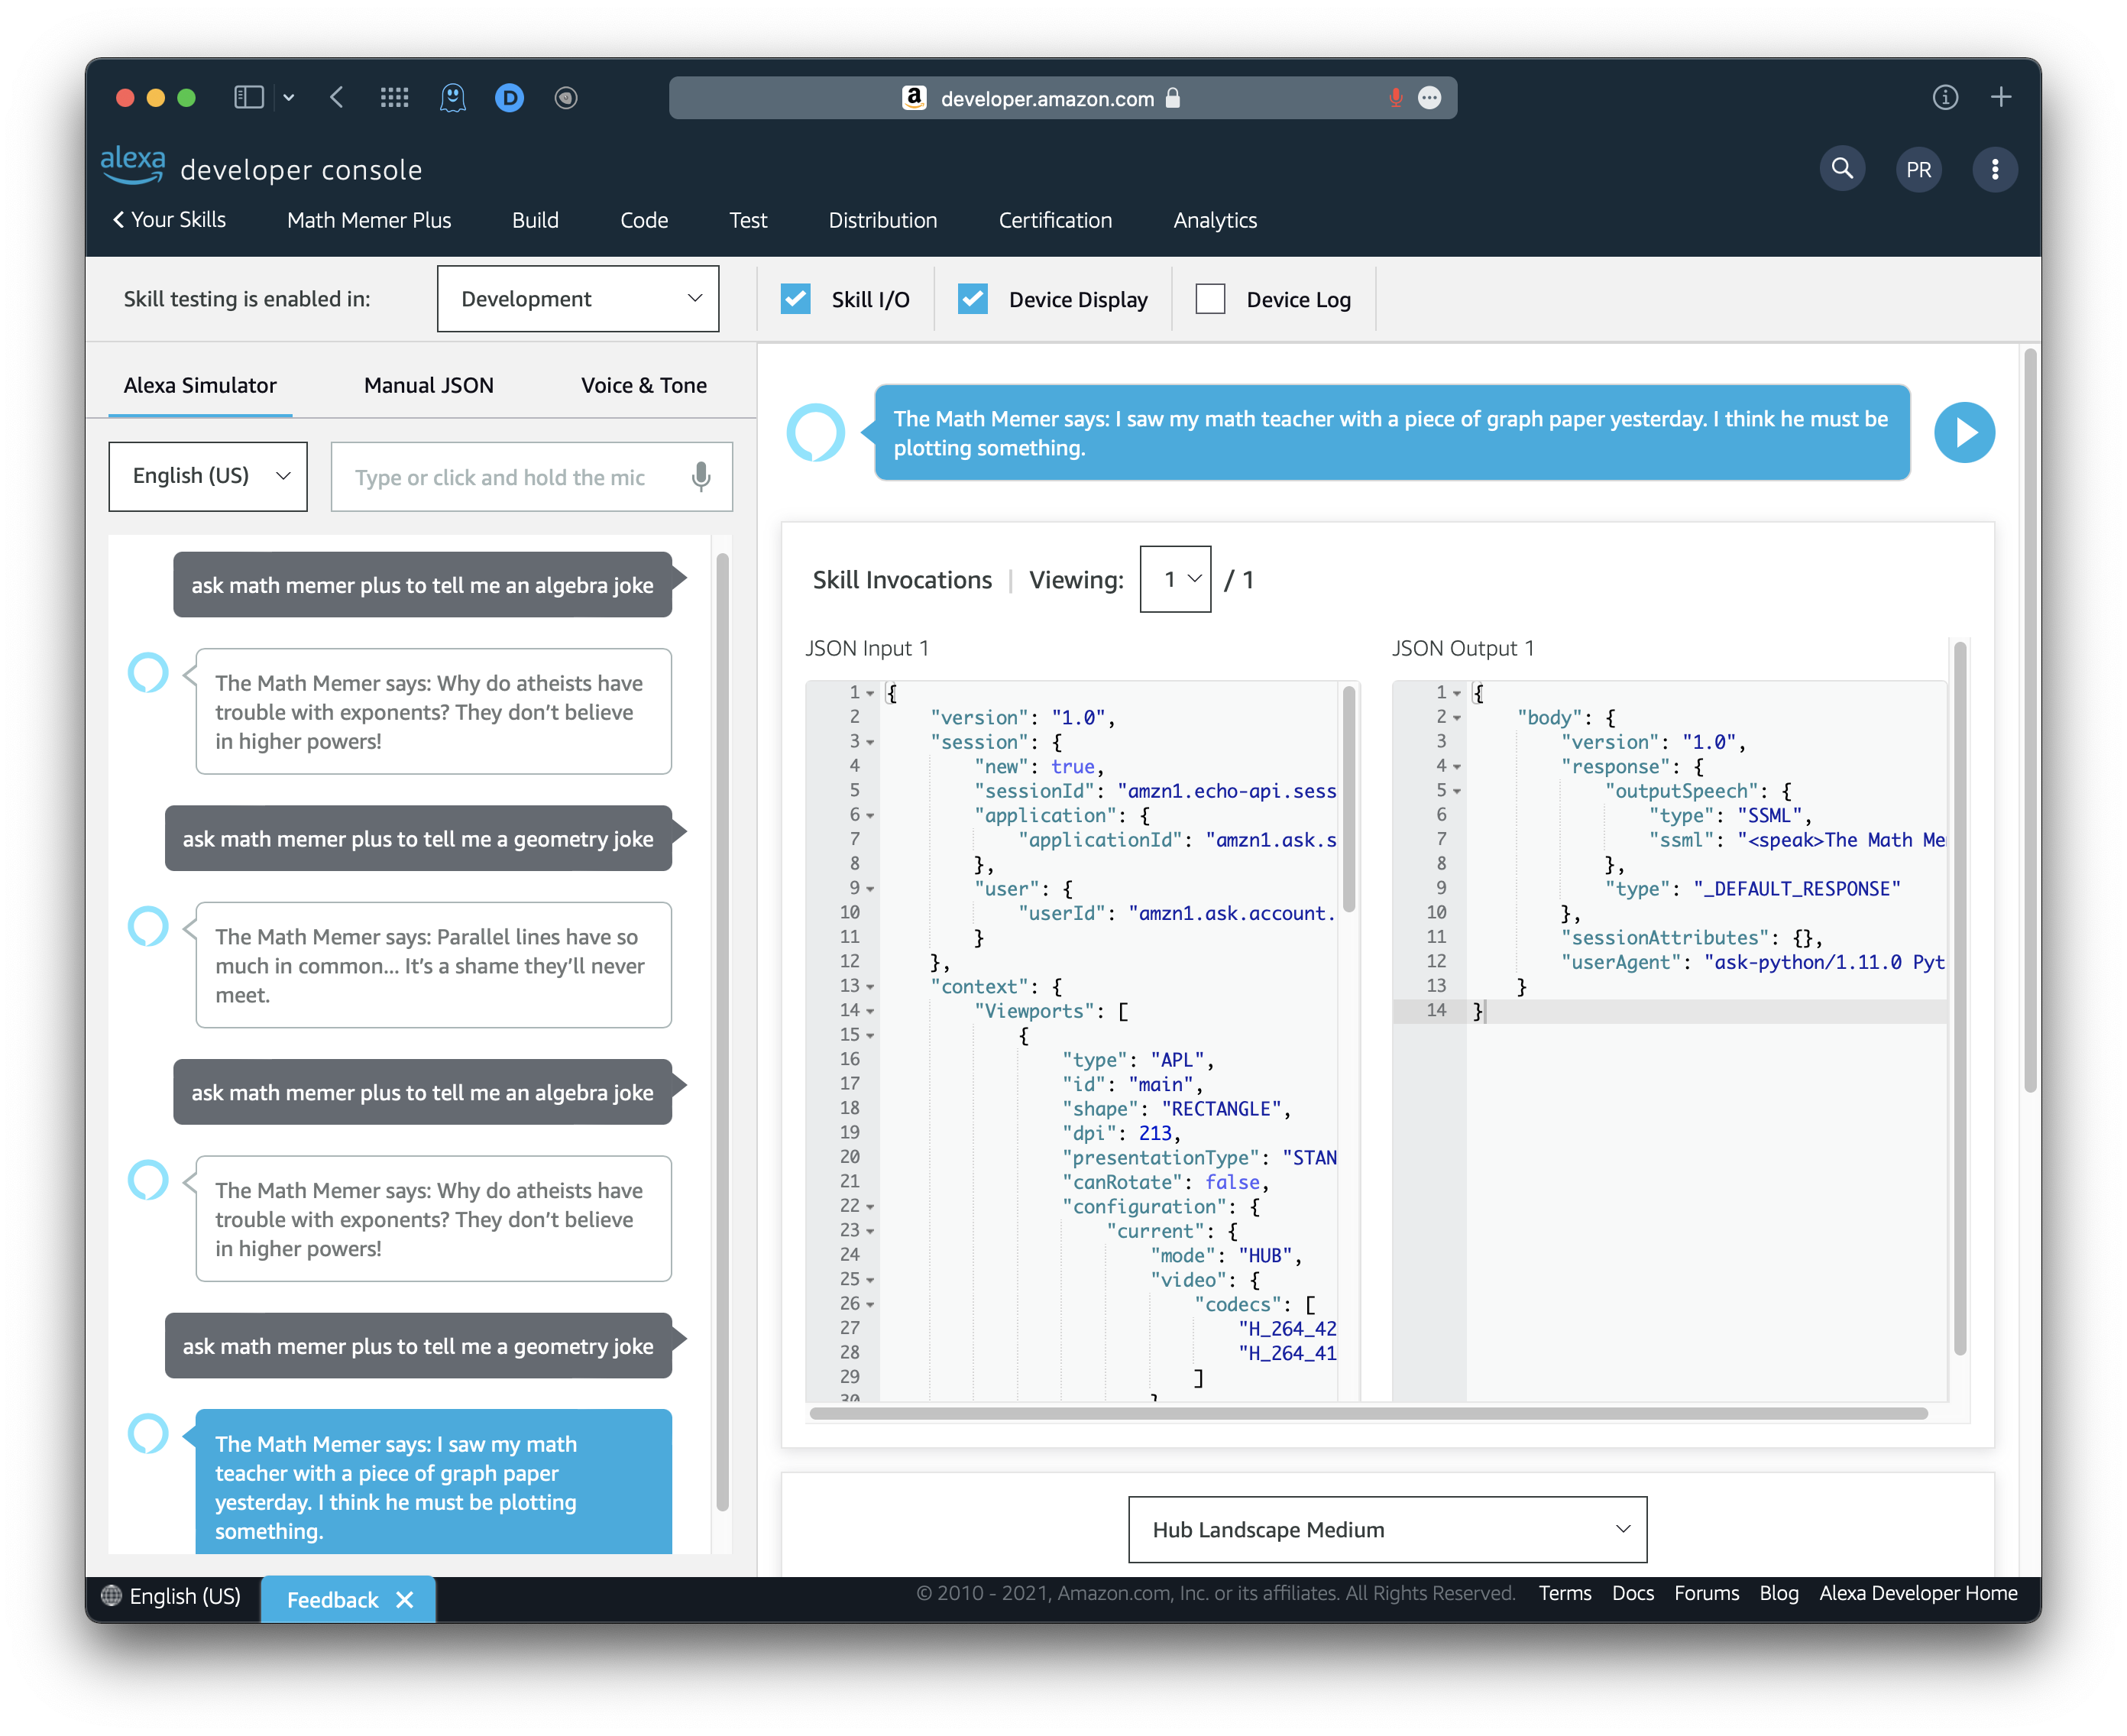 developer.amazon.com
alexa developer console
PR
Your Skills Math Memer Plus Build Code Test Distribution Certification Analytics
Skill testing is enabled in: Development Skill I/O Device Display Device Log
Alexa Simulator Manual JSON Voice & Tone
English (US) Type or click and hold the mic
ask math memer plus to tell me an algebra joke
The Math Memer says: Why do atheists have
trouble with exponents? They don’t believe
in higher powers!
ask math memer plus to tell me a geometry joke
The Math Memer says: Parallel lines have so
much in common... It’s a shame they’ll never
meet.
ask math memer plus to tell me an algebra joke
The Math Memer says: Why do atheists have
trouble with exponents? They don’t believe
in higher powers!
ask math memer plus to tell me a geometry joke
The Math Memer says: I saw my math
teacher with a piece of graph paper
yesterday. I think he must be plotting
something.
The Math Memer says: I saw my math teacher with a piece of graph paper yesterday. I think he must be
plotting something.
Skill Invocations | Viewing: 1 / 1
JSON Input 1
1 {
2 "version": "1.0",
3 "session": {
4 "new": true,
5 "sessionId": "amzn1.echo-api.sess
6 "application": {
7 "applicationId": "amzn1.ask.s
8 },
9 "user": {
10 "userId": "amzn1.ask.account.
11 }
12 },
13 "context": {
14 "Viewports": [
15 {
16 "type": "APL",
17 "id": "main",
18 "shape": "RECTANGLE",
19 "dpi": 213,
20 "presentationType": "STAN
21 "canRotate": false,
22 "configuration": {
23 "current": {
24 "mode": "HUB",
25 "video": {
26 "codecs": [
27 "H_264_42
28 "H_264_41
29 ]
30 }
JSON Output 1
1 {
2 "body": {
3 "version": "1.0",
4 "response": {
5 "outputSpeech": {
6 "type": "SSML",
7 "ssml": "<speak>The Math Me
8 },
9 "type": "_DEFAULT_RESPONSE"
10 },
11 "sessionAttributes": {},
12 "userAgent": "ask-python/1.11.0 Pyt
13 }
14 }
Hub Landscape Medium
English (US) Feedback
© 2010 - 2021, Amazon.com, Inc. or its affiliates. All Rights Reserved. Terms Docs Forums Blog Alexa Developer Home